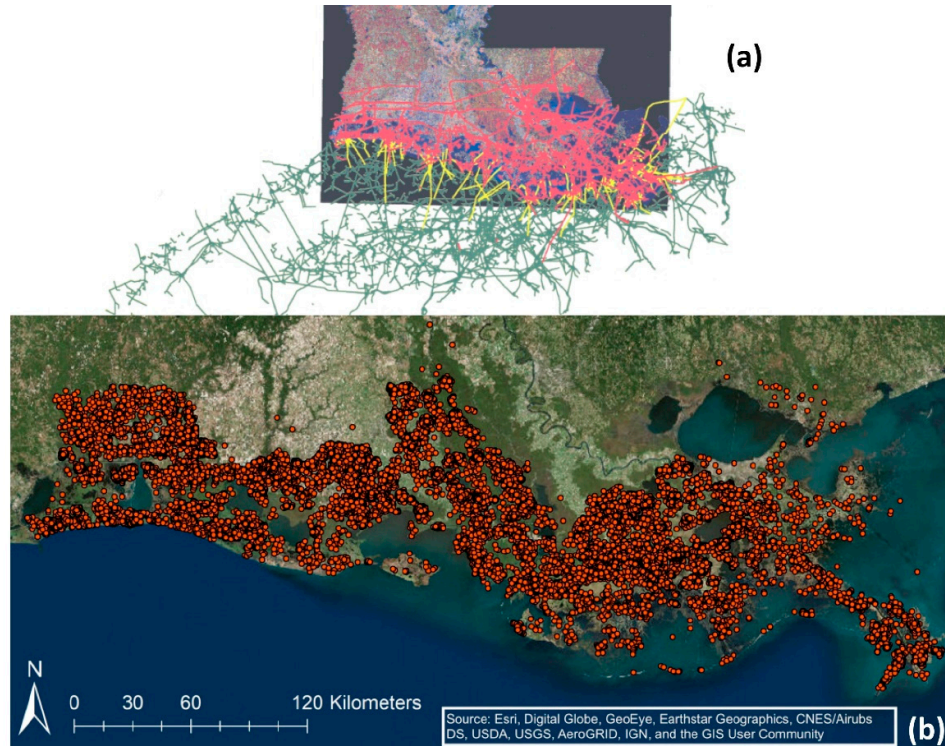 (a)
N
0 30 60 120 Kilometers
Source: Esri, Digital Globe, GeoEye, Earthstar Geographics, CNES/Airubs
DS, USDA, USGS, AeroGRID, IGN, and the GIS User Community
(b)